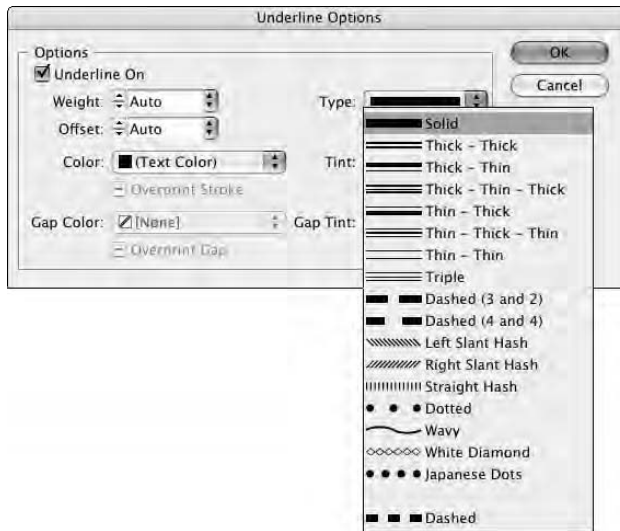 Underline Options
Options
Underline On
OK
Cancel
Weight: Auto
Type:
Offset: Auto
Color: (Text Color)
Tint:
Overprint Stroke
Gap Color: [None]
Gap Tint:
Overprint Gap
Solid
Thick - Thick
Thick - Thin
Thick - Thin - Thick
Thin - Thick
Thin - Thick - Thin
Thin - Thin
Triple
Dashed (3 and 2)
Dashed (4 and 4)
Left Slant Hash
Right Slant Hash
Straight Hash
Dotted
Wavy
White Diamond
Japanese Dots
Dashed